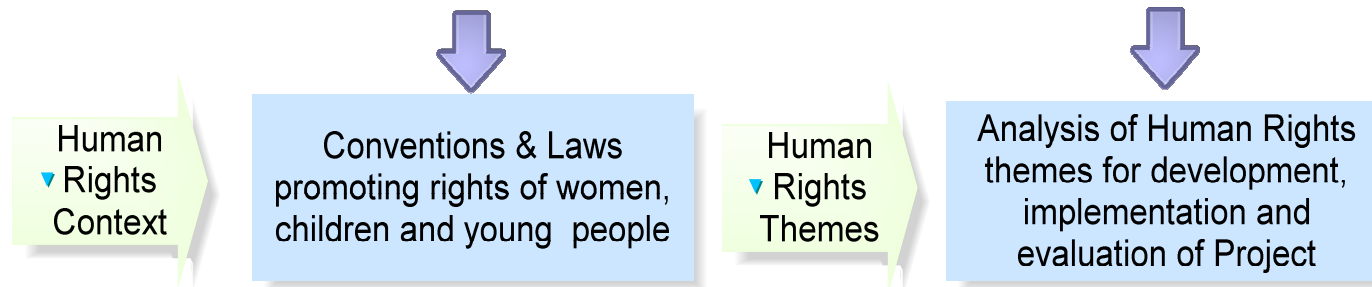 Human
Rights
Context
Conventions & Laws
promoting rights of women,
children and young people
Human
Rights
Themes
Analysis of Human Rights
themes for development,
implementation and
evaluation of Project